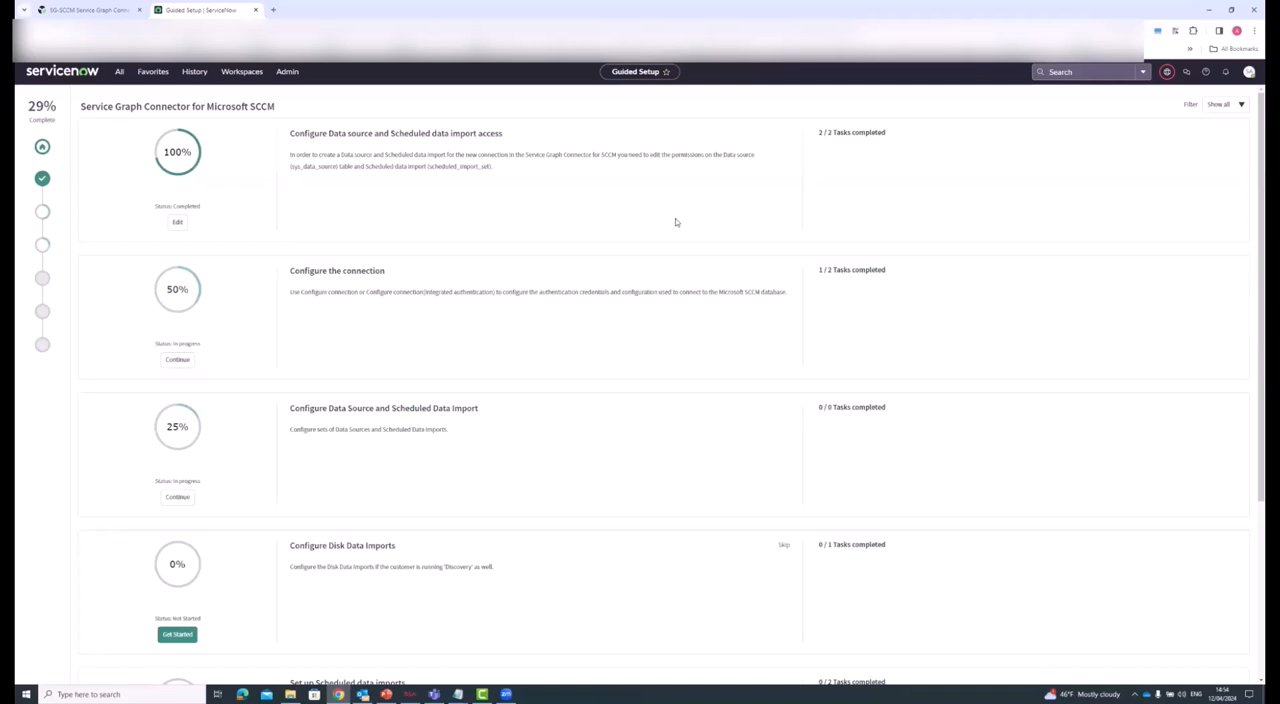 SG-SCCM Service Graph Conn
Guided Setup | ServiceNow
All Bookmarks
servicenow
All
Favorites
History
Workspaces
Admin
Guided Setup
Search
29%
Complete
Service Graph Connector for Microsoft SCCM
Filter
Show all
100%
Status: Completed
Edit
Configure Data source and Scheduled data import access
In order to create a Data source and Scheduled data import for the new connection in the Service Graph Connector for SCCM you need to edit the permissions on the Data source
(sys_data_source) table and Scheduled data import (scheduled_import_set).
2 / 2 Tasks completed
50%
Status: In progress
Continue
Configure the connection
Use Configure connection or Configure connection(integrated authentication) to configure the authentication credentials and configuration used to connect to the Microsoft SCCM database.
1 / 2 Tasks completed
25%
Status: In progress
Continue
Configure Data Source and Scheduled Data Import
Configure sets of Data Sources and Scheduled Data Imports.
0 / 0 Tasks completed
0%
Status: Not Started
Get Started
Configure Disk Data Imports
Skip
Configure the Disk Data Imports if the customer is running 'Discovery' as well.
0 / 1 Tasks completed
Set up Scheduled data imports
0 / 2 Tasks completed
Type here to search
46°F Mostly cloudy
ENG
14:54
12/04/2024